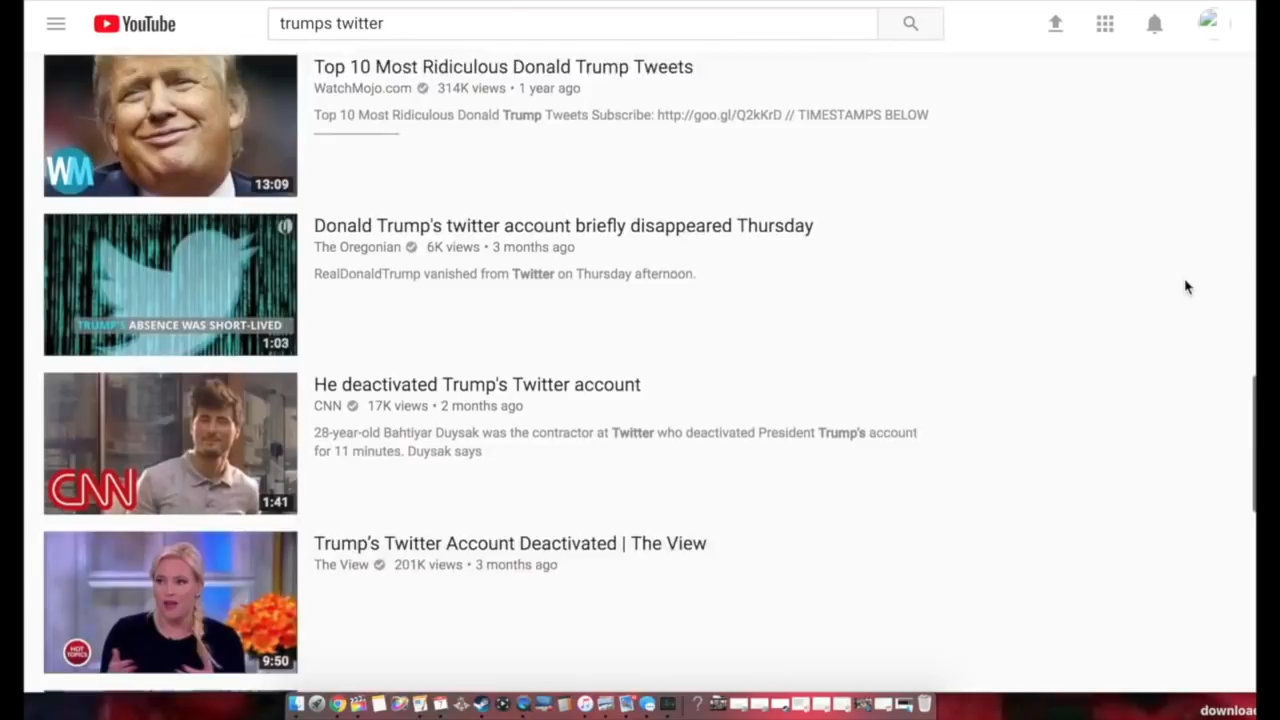 YouTube
trumps twitter
Top 10 Most Ridiculous Donald Trump Tweets
WatchMojo.com 314K views • 1 year ago
Top 10 Most Ridiculous Donald Trump Tweets Subscribe: http://goo.gl/Q2kKrD // TIMESTAMPS BELOW
WM
13:09
Donald Trump's twitter account briefly disappeared Thursday
The Oregonian 6K views • 3 months ago
RealDonaldTrump vanished from Twitter on Thursday afternoon.
TRUMP'S ABSENCE WAS SHORT-LIVED
1:03
He deactivated Trump's Twitter account
CNN 17K views • 2 months ago
28-year-old Bahtiyar Duysak was the contractor at Twitter who deactivated President Trump's account
for 11 minutes. Duysak says
CNN
1:41
Trump's Twitter Account Deactivated | The View
The View 201K views • 3 months ago
HOT
TOPICS
9:50
download